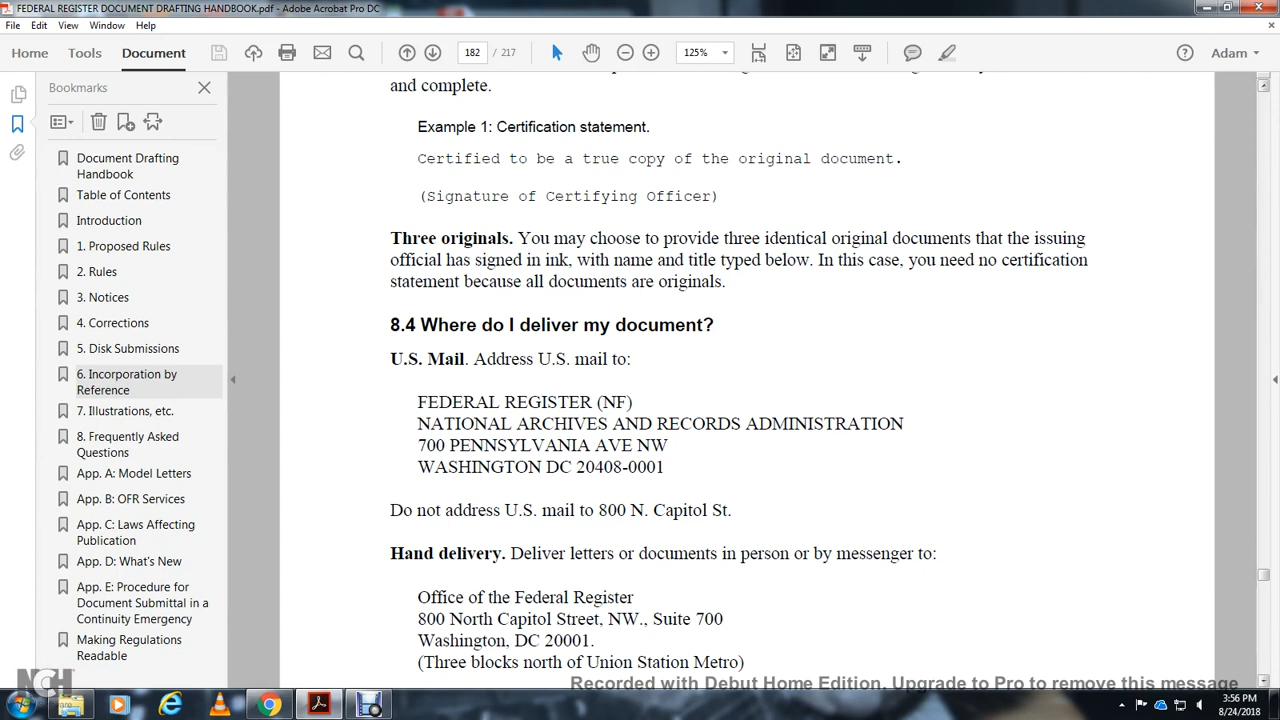 FEDERAL REGISTER DOCUMENT DRAFTING HANDBOOK.pdf - Adobe Acrobat Pro DC
File Edit View Window Help
Home Tools Document 182 / 217 125% Adam
Bookmarks
Document Drafting
Handbook
Table of Contents
Introduction
1. Proposed Rules
2. Rules
3. Notices
4. Corrections
5. Disk Submissions
6. Incorporation by
Reference
7. Illustrations, etc.
8. Frequently Asked
Questions
App. A: Model Letters
App. B: OFR Services
App. C: Laws Affecting
Publication
App. D: What's New
App. E: Procedure for
Document Submittal in a
Continuity Emergency
Making Regulations
Readable
and complete.
Example 1: Certification statement.
Certified to be a true copy of the original document.
(Signature of Certifying Officer)
Three originals. You may choose to provide three identical original documents that the issuing
official has signed in ink, with name and title typed below. In this case, you need no certification
statement because all documents are originals.
8.4 Where do I deliver my document?
U.S. Mail. Address U.S. mail to:
FEDERAL REGISTER (NF)
NATIONAL ARCHIVES AND RECORDS ADMINISTRATION
700 PENNSYLVANIA AVE NW
WASHINGTON DC 20408-0001
Do not address U.S. mail to 800 N. Capitol St.
Hand delivery. Deliver letters or documents in person or by messenger to:
Office of the Federal Register
800 North Capitol Street, NW., Suite 700
Washington, DC 20001.
(Three blocks north of Union Station Metro)
NCH
Recorded with Debut Home Edition. Upgrade to Pro to remove this message
3:56 PM
8/24/2018